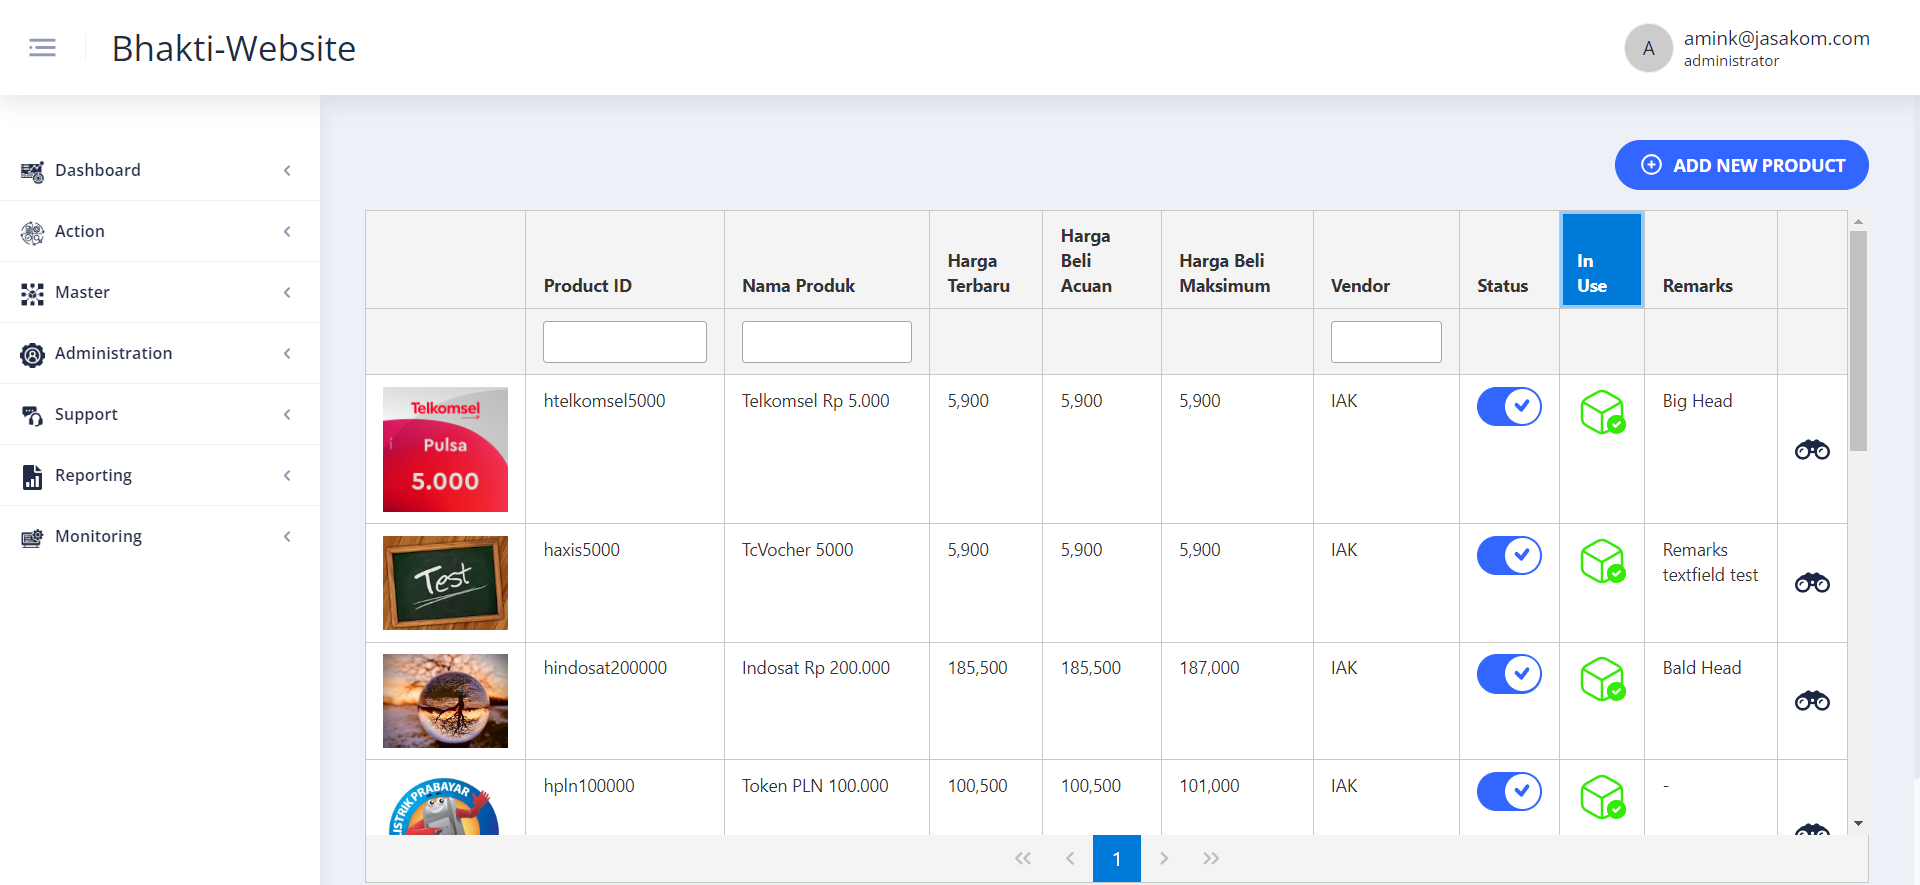 Bhakti-Website
A
amink@jasakom.com
administrator
Dashboard
Action
Master
Administration
Support
Reporting
Monitoring
ADD NEW PRODUCT
Product ID
Nama Produk
Harga
Terbaru
Harga
Beli
Acuan
Harga Beli
Maksimum
Vendor
Status
In
Use
Remarks
Telkomsel
Pulsa
5.000
htelkomsel5000
Telkomsel Rp 5.000
5,900
5,900
5,900
IAK
Big Head
Test
haxis5000
TcVocher 5000
5,900
5,900
5,900
IAK
Remarks
textfield test
hindosat200000
Indosat Rp 200.000
185,500
185,500
187,000
IAK
Bald Head
ISTRIK PRABAYAR
hpln100000
Token PLN 100.000
100,500
100,500
101,000
IAK
-
1